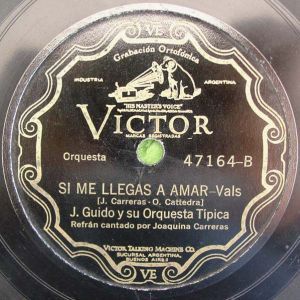 VE
Grabación Ortofónica
INDUSTRIA ARGENTINA
"HIS MASTER'S VOICE"
VICTOR
MARCAS REGISTRADAS
Orquesta 47164-B
SI ME LLEGAS A AMAR-Vals
[J. Carreras - O. Cattedra]
J. Guido y su Orquesta Tipica
Refrán cantado por Joaquina Carreras
VICTOR TALKING MACHINE CO.
SUCURSAL ARGENTINA,
BUENOS AIRES
VE